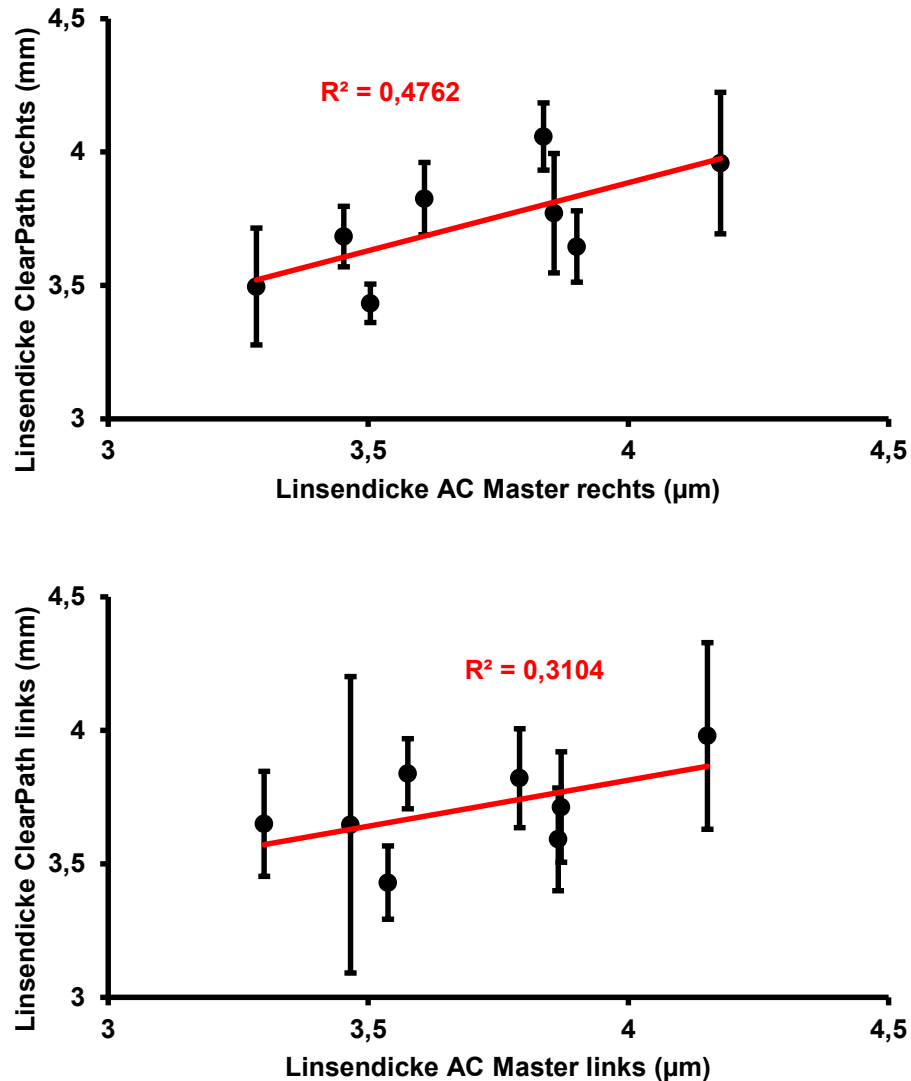 Linsendicke ClearPath rechts (mm)
4,5
4
3,5
3
R² = 0,4762
3
3,5
4
4,5
Linsendicke AC Master rechts (µm)
Linsendicke ClearPath links (mm)
4,5
4
3,5
3
R² = 0,3104
3
3,5
4
4,5
Linsendicke AC Master links (µm)